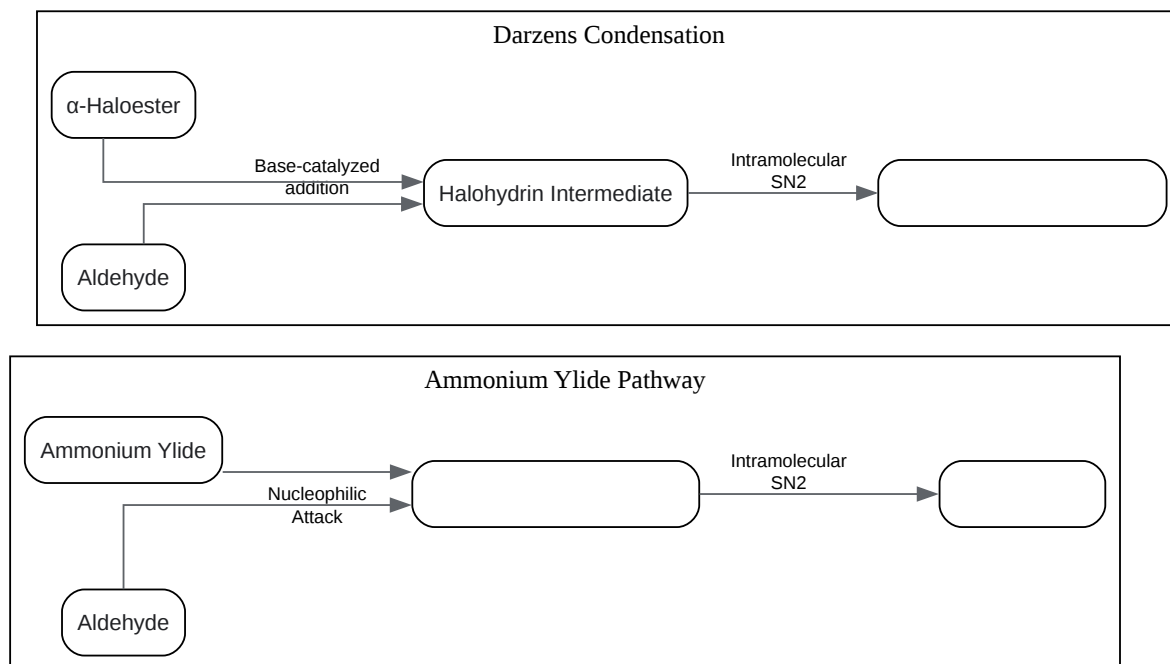 Darzens Condensation
α-Haloester
Base-catalyzed
addition
Aldehyde
Halohydrin Intermediate
Intramolecular
SN2
Ammonium Ylide Pathway
Ammonium Ylide
Nucleophilic
Attack
Aldehyde
Intramolecular
SN2